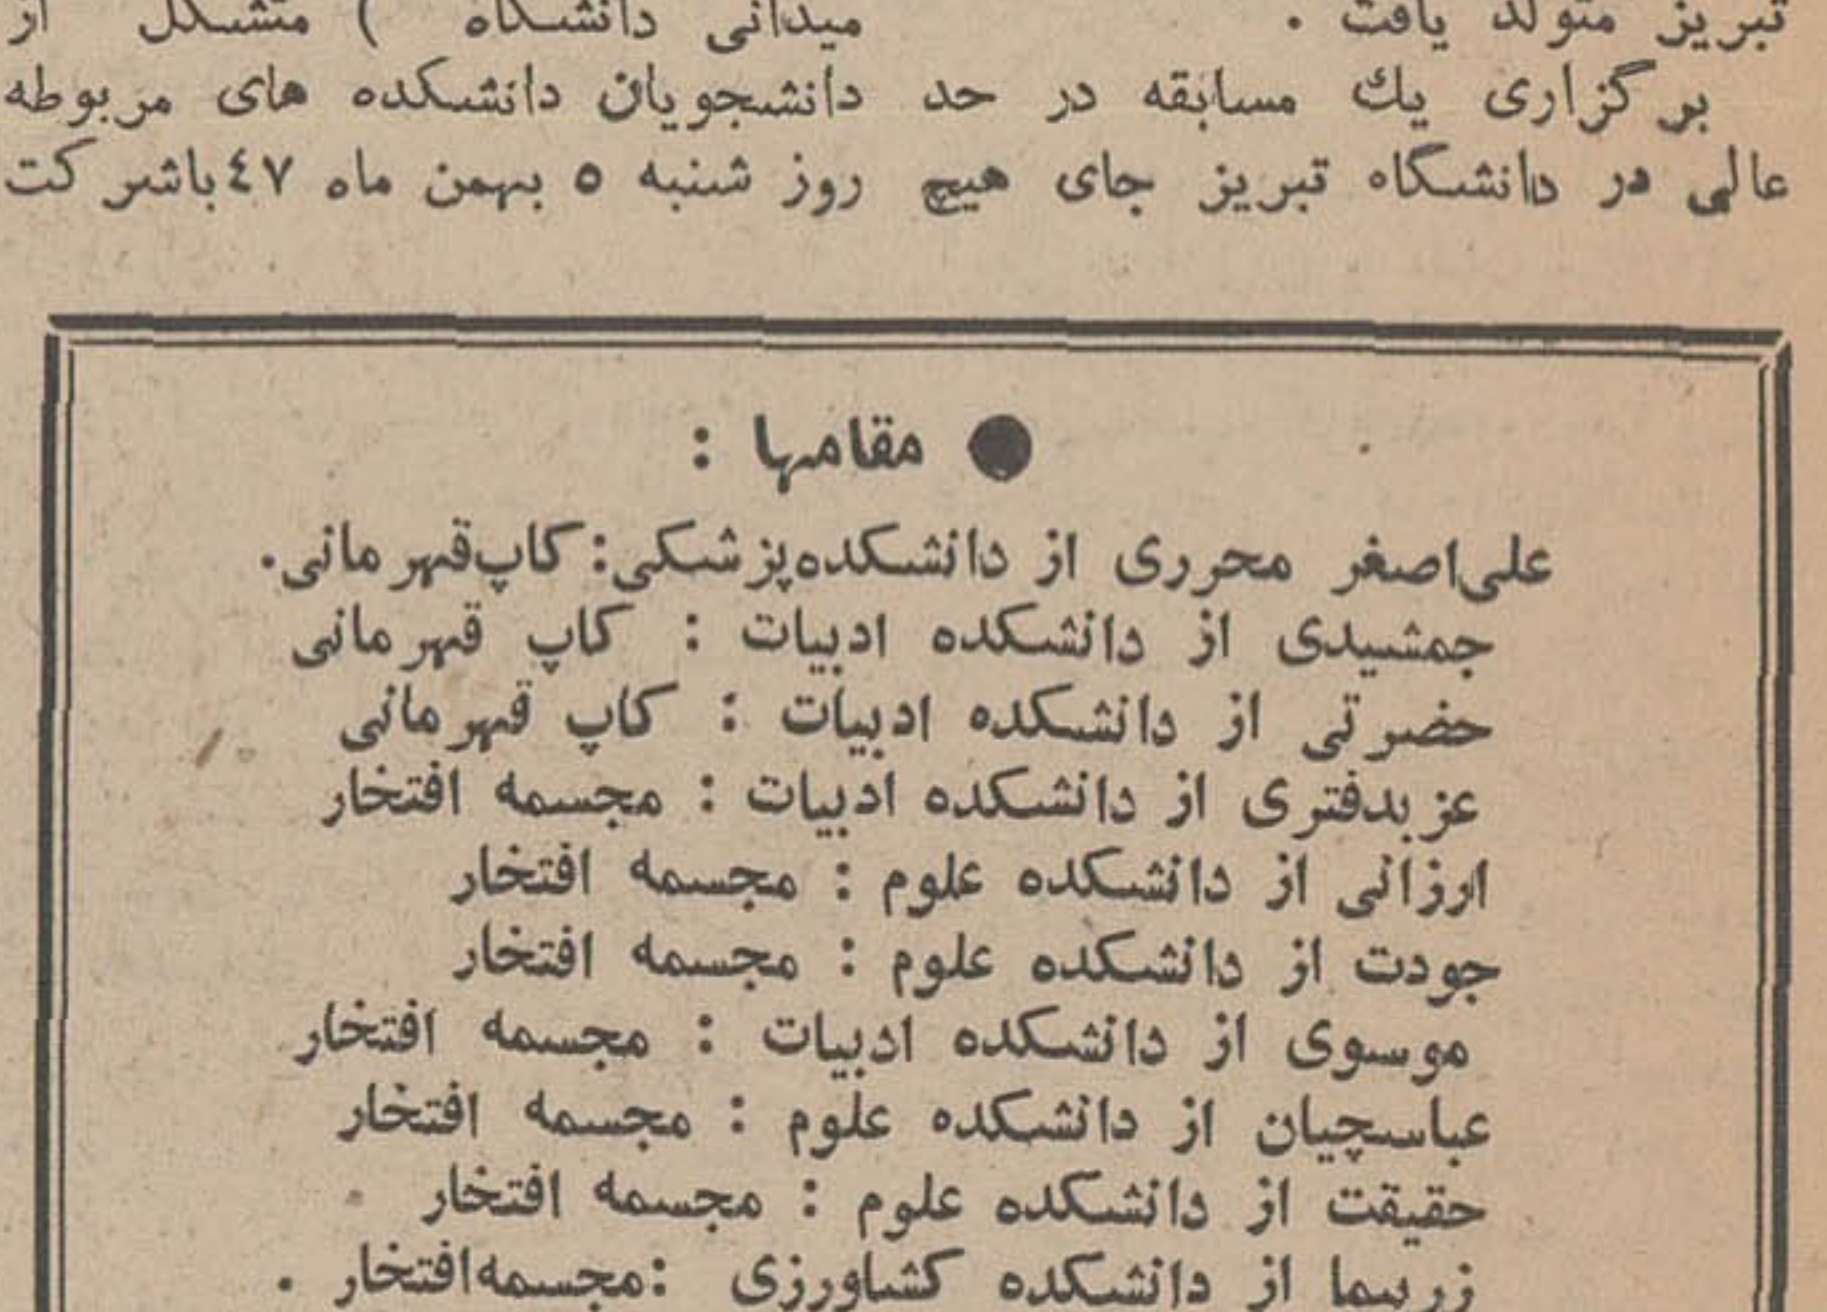 تبریز متولد یافت .
برگزاری یك مسابقه در حد
عالی در دانشگاه تبریز جای هیچ
میدانی دانشگاه ) متشکل از
دانشجویان دانشکده های مربوطه
روز شنبه ۵ بهمن ماه ٤٧ باشرکت
● مقامها :
علی‌اصغر محرری از دانشکده‌پزشکی: کاپ‌قهرمانی.
جمشیدی از دانشکده ادبیات : کاپ قهرمانی
حضرتی از دانشکده ادبیات : کاپ قهرمانی
عزبدفتری از دانشکده ادبیات : مجسمه افتخار
ارزانی از دانشکده علوم : مجسمه افتخار
جودت از دانشکده علوم : مجسمه افتخار
موسوی از دانشکده ادبیات : مجسمه افتخار
عباسچیان از دانشکده علوم : مجسمه افتخار
حقیقت از دانشکده علوم : مجسمه افتخار
زریسما از دانشکده کشاورزی :مجسمه‌افتخار .